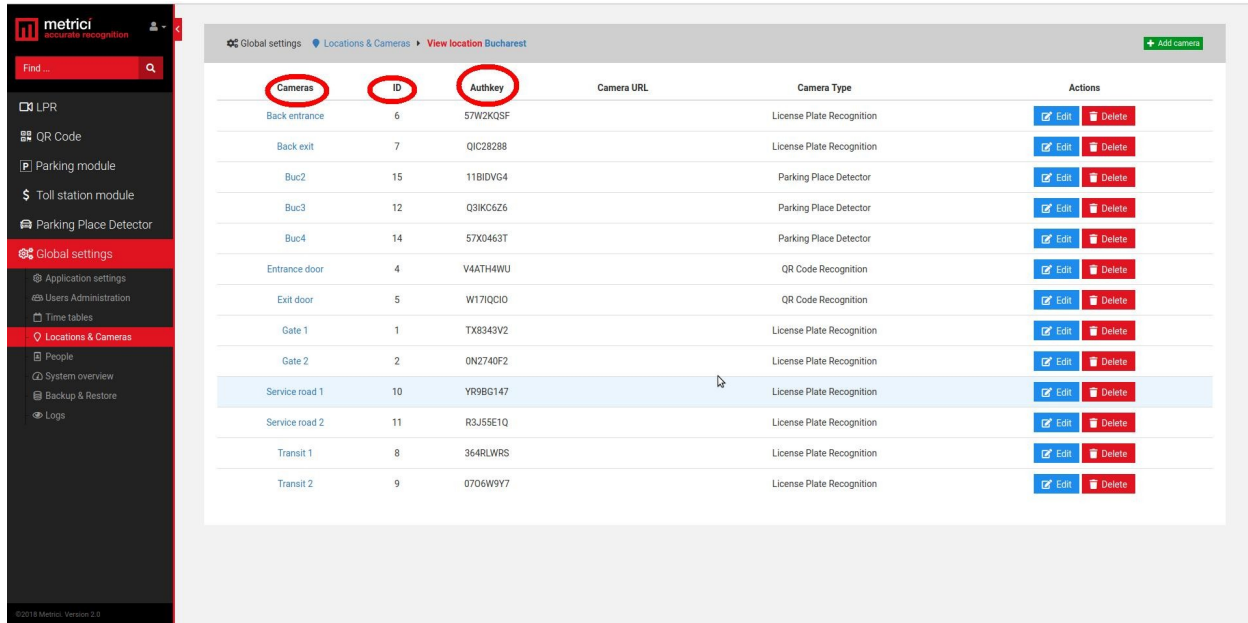 metrici
accurate recognition
Find ...
LPR
QR Code
Parking module
Toll station module
Parking Place Detector
Global settings
Application settings
Users Administration
Time tables
Locations & Cameras
People
System overview
Backup & Restore
Logs
©2018 Metrici, Version 2.0
Global settings Locations & Cameras View location Bucharest
Add camera
Cameras ID Authkey Camera URL Camera Type Actions
Back entrance 6 57W2KQSF License Plate Recognition Edit Delete
Back exit 7 QIC28288 License Plate Recognition Edit Delete
Buc2 15 11BIDVG4 Parking Place Detector Edit Delete
Buc3 12 Q3IKC6Z6 Parking Place Detector Edit Delete
Buc4 14 57X0463T Parking Place Detector Edit Delete
Entrance door 4 V4ATH4WU QR Code Recognition Edit Delete
Exit door 5 W17IQCIO QR Code Recognition Edit Delete
Gate 1 1 TX8343V2 License Plate Recognition Edit Delete
Gate 2 2 0N2740F2 License Plate Recognition Edit Delete
Service road 1 10 YR9BG147 License Plate Recognition Edit Delete
Service road 2 11 R3J55E1Q License Plate Recognition Edit Delete
Transit 1 8 364RLWRS License Plate Recognition Edit Delete
Transit 2 9 07O6W9Y7 License Plate Recognition Edit Delete